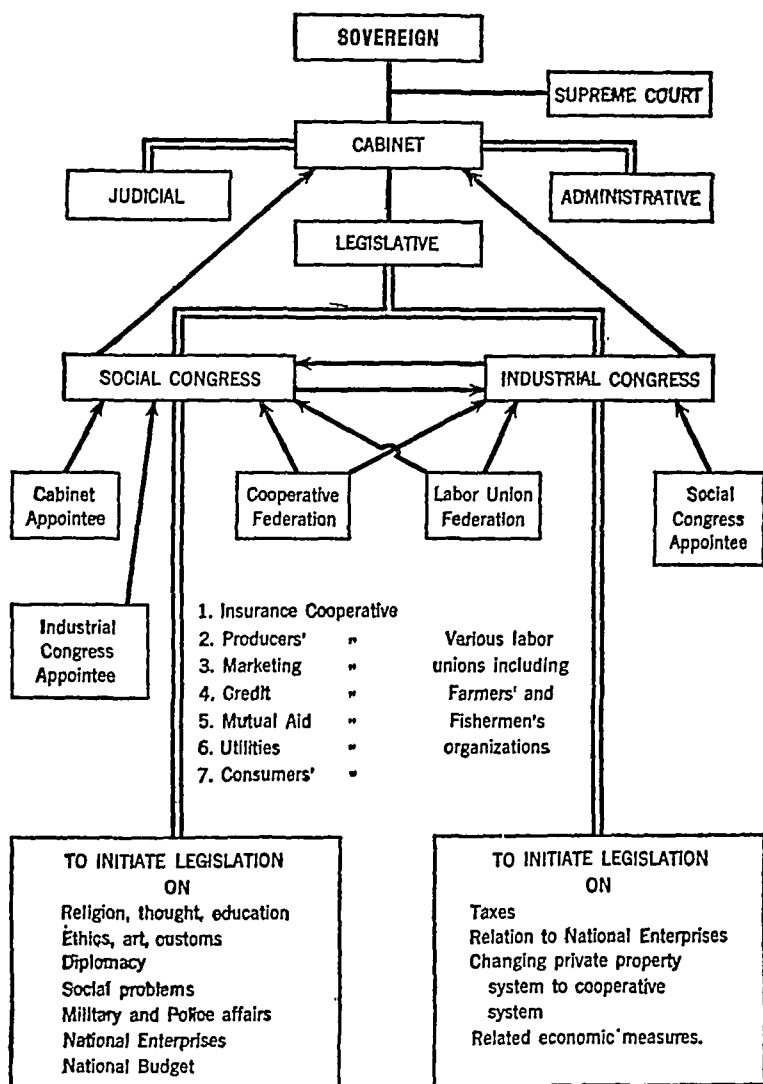 SOVEREIGN
SUPREME COURT
CABINET
JUDICIAL
ADMINISTRATIVE
LEGISLATIVE
SOCIAL CONGRESS
INDUSTRIAL CONGRESS
Cabinet
Appointee
Cooperative
Federation
Labor Union
Federation
Social
Congress
Appointee
Industrial
Congress
Appointee
1. Insurance Cooperative
2. Producers' "
3. Marketing "
4. Credit "
5. Mutual Aid "
6. Utilities "
7. Consumers' "
Various labor
unions including
Farmers' and
Fishermen's
organizations
TO INITIATE LEGISLATION
ON
Religion, thought, education
Ethics, art, customs
Diplomacy
Social problems
Military and Police affairs
National Enterprises
National Budget
TO INITIATE LEGISLATION
ON
Taxes
Relation to National Enterprises
Changing private property
system to cooperative
system
Related economic measures.